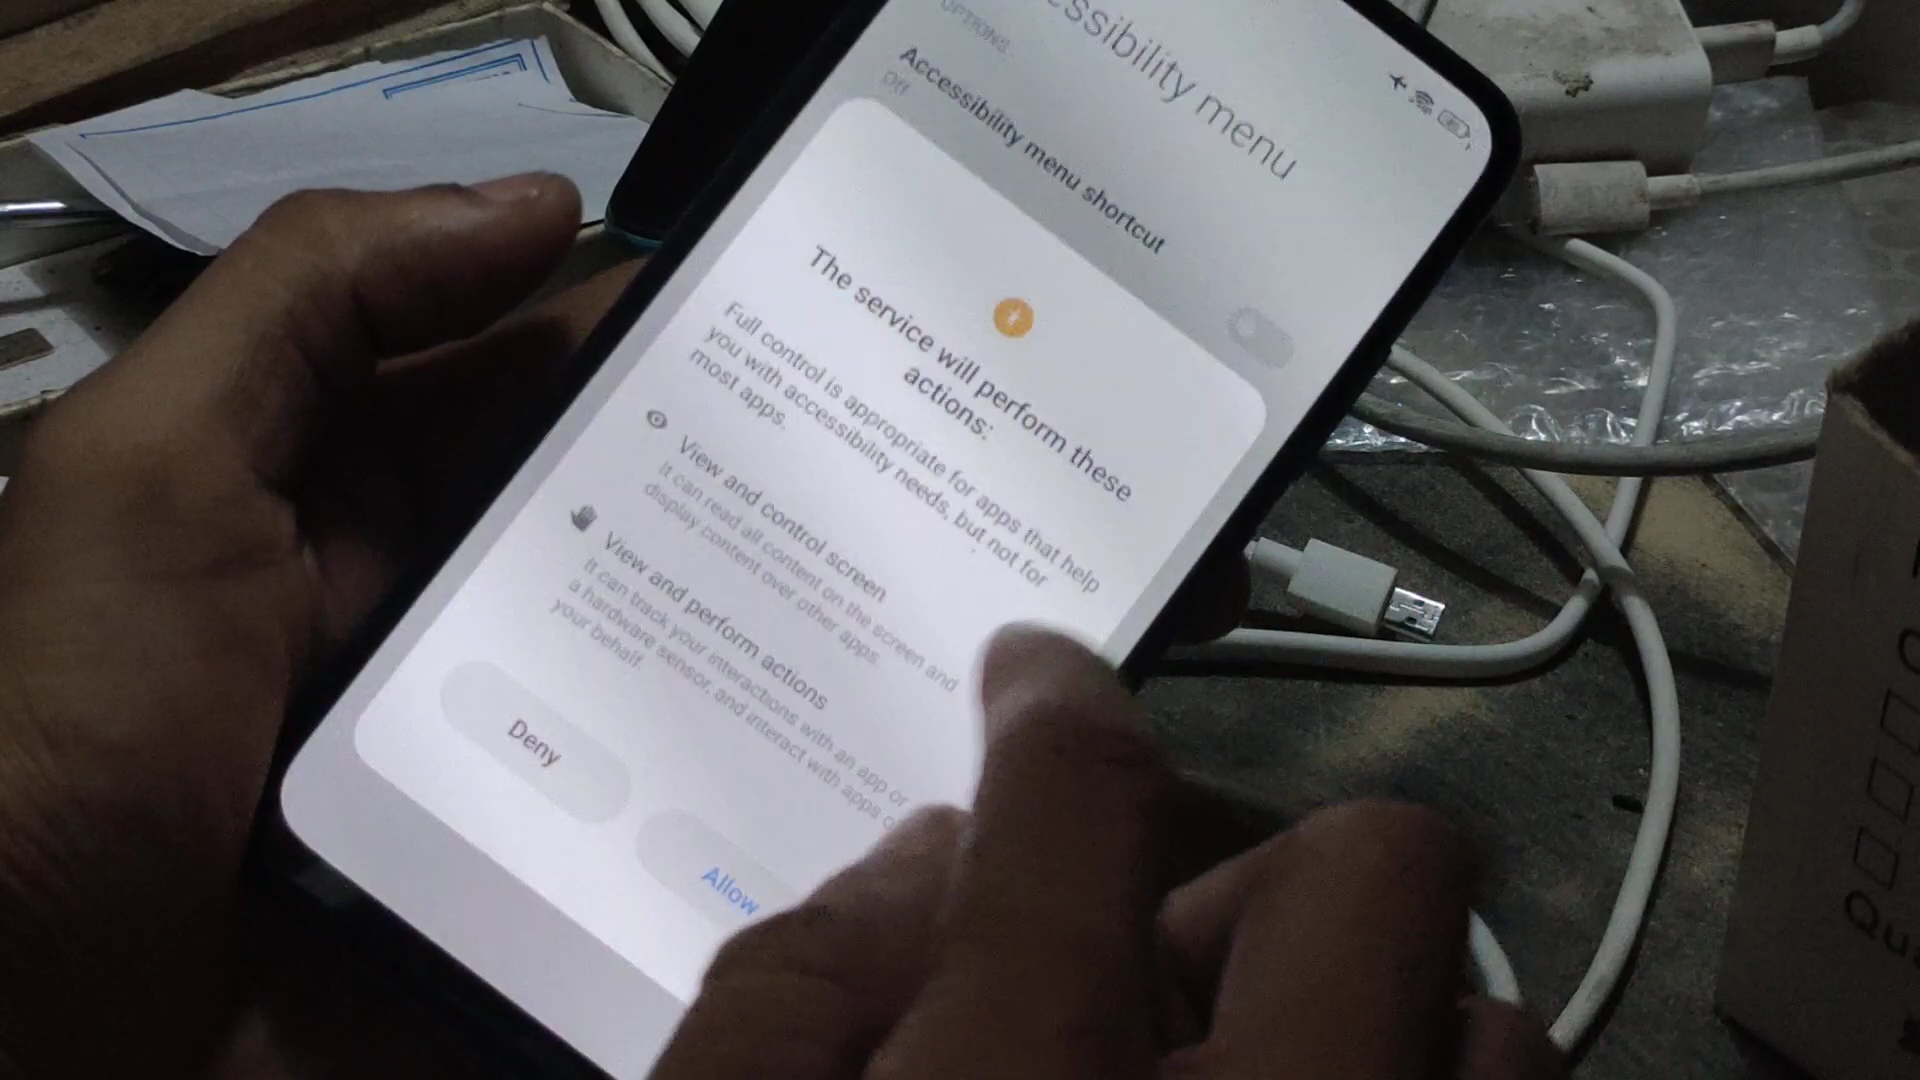 OPTIONS
Accessibility menu shortcut
Off
The service will perform these
actions:
Full control is appropriate for apps that help
you with accessibility needs, but not for
most apps.
View and control screen
It can read all content on the screen and
display content over other apps.
View and perform actions
It can track your interactions with an app or
a hardware sensor, and interact with apps
your behalf.
Deny
Allow